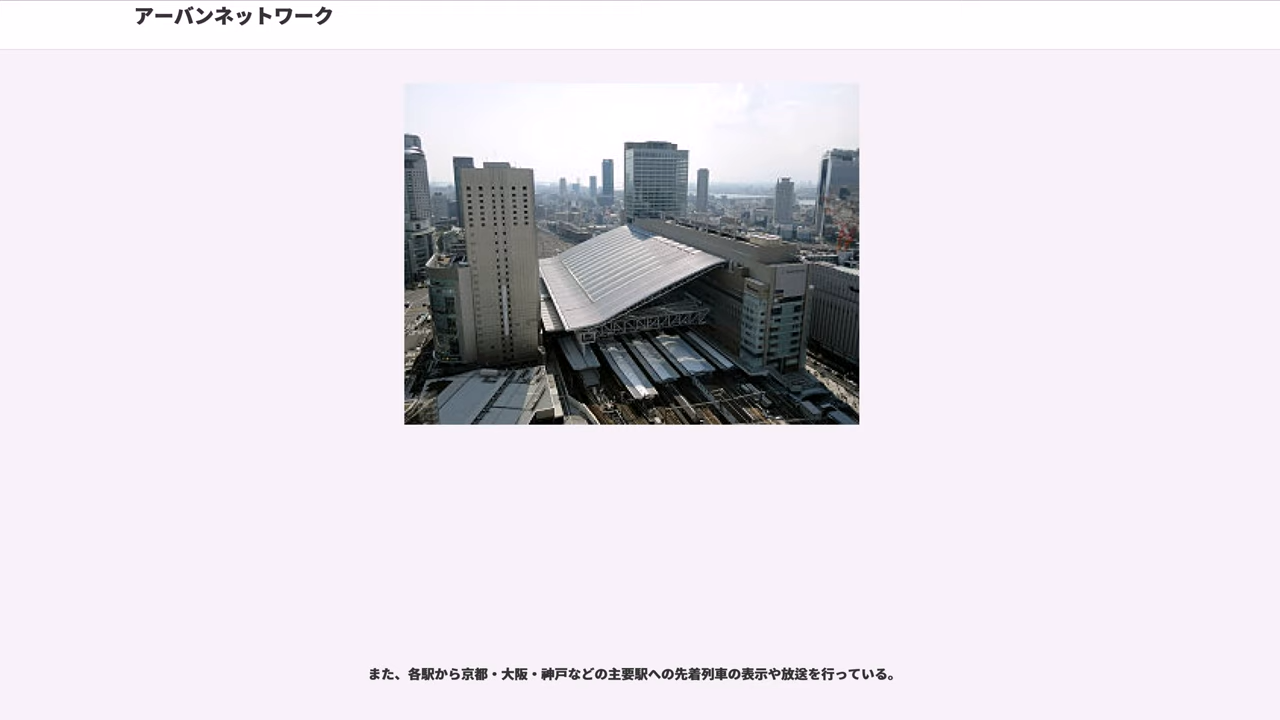 アーバンネットワーク
また、各駅から京都・大阪・神戸などの主要駅への先着列車の表示や放送を行っている。